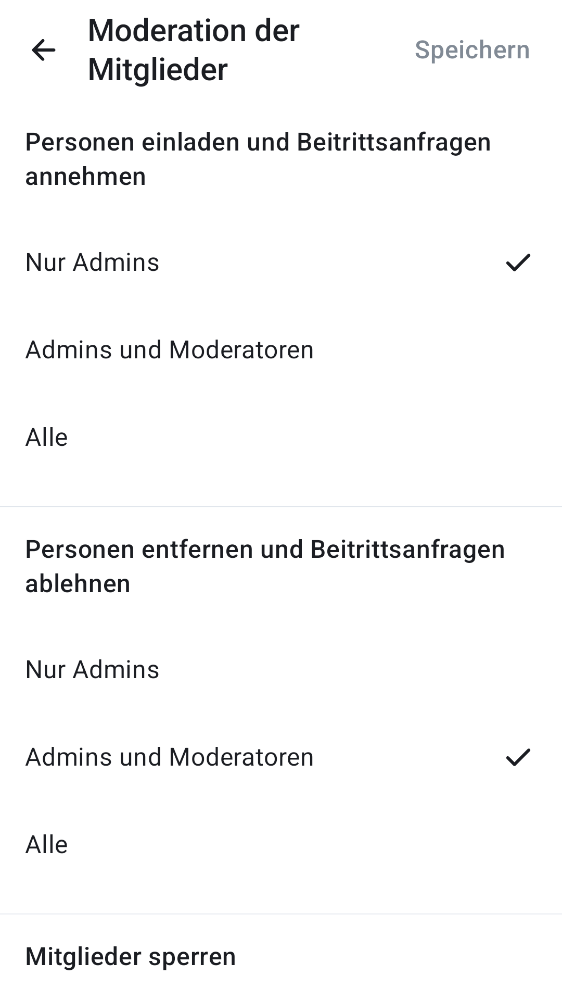 Moderation der
Mitglieder
Speichern
Personen einladen und Beitrittsanfragen
annehmen
Nur Admins
Admins und Moderatoren
Alle
Personen entfernen und Beitrittsanfragen
ablehnen
Nur Admins
Admins und Moderatoren
Alle
Mitglieder sperren